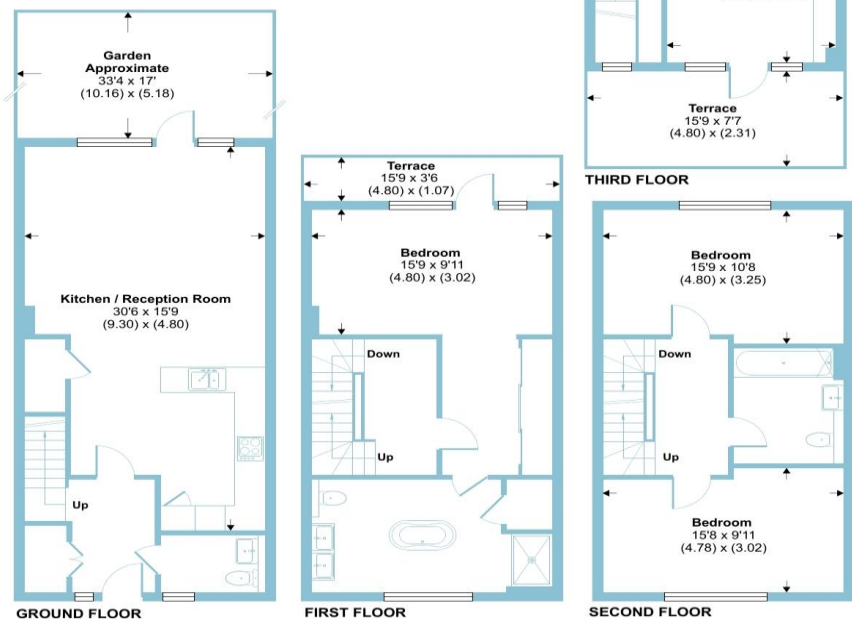 Garden
Approximate
33'4 x 17'
(10.16) x (5.18)
Kitchen / Reception Room
30'6 x 15'9
(9.30) x (4.80)
Up
GROUND FLOOR
Terrace
15'9 x 3'6
(4.80) x (1.07)
Bedroom
15'9 x 9'11
(4.80) x (3.02)
Down
Up
FIRST FLOOR
Terrace
15'9 x 7'7
(4.80) x (2.31)
THIRD FLOOR
Bedroom
15'9 x 10'8
(4.80) x (3.25)
Down
Up
Bedroom
15'8 x 9'11
(4.78) x (3.02)
SECOND FLOOR